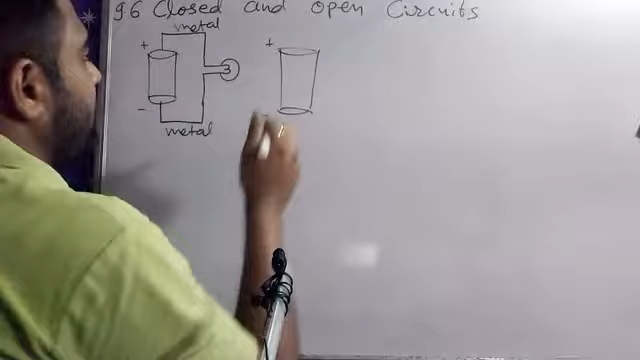 9.6 Closed and Open Circuits
metal
+
-
metal
+